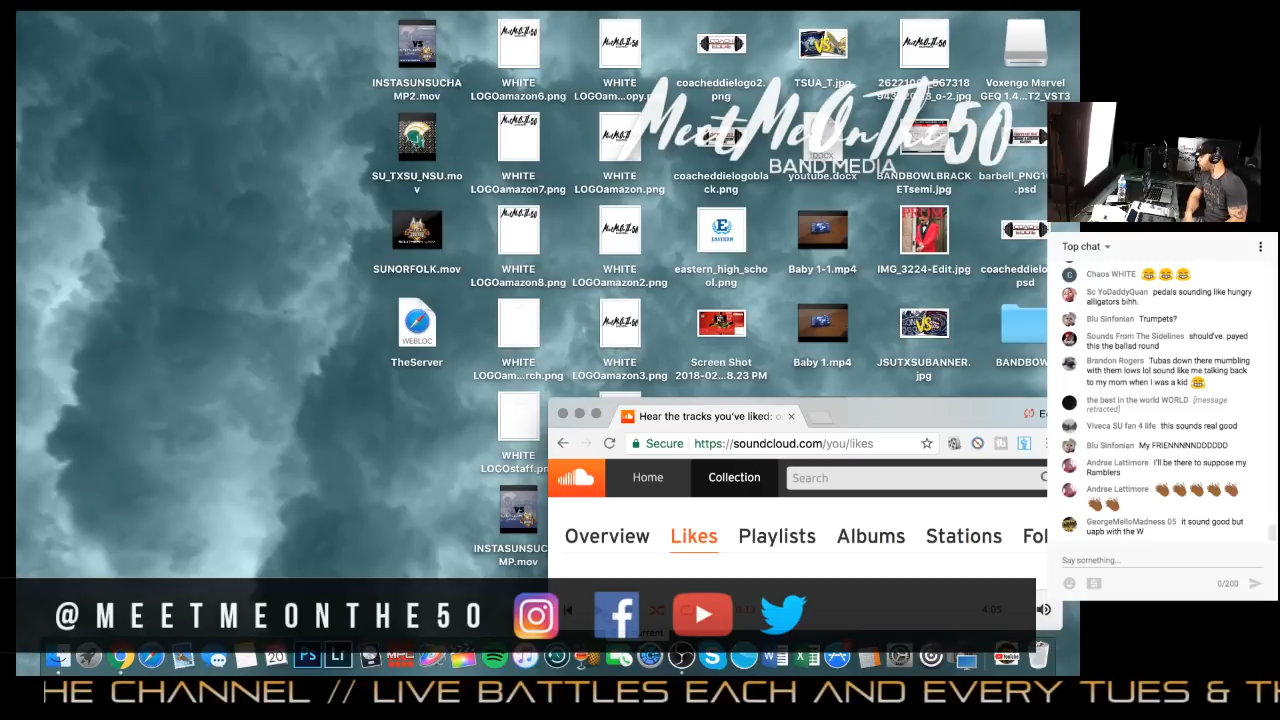 INSTASUNSUCHA
MP2.mov
WHITE
LOGOamazon6.png
WHITE
LOGOam...opy.png
coacheddielogo2.
png
TSUA_T.jpg
Voxengo Marvel
GEQ 1.4...T2_VST3
MeetMeOnThe50
BAND MEDIA
SU_TXSU_NSU.mo
v
WHITE
LOGOamazon7.png
WHITE
LOGOamazon.png
coacheddielogobla
ck.png
youtube.docx
BANDBOWLBRACK
ETsemi.jpg
SUNORFOLK.mov
WHITE
LOGOamazon8.png
WHITE
LOGOamazon2.png
eastern_high_scho
ol.png
Baby 1-1.mp4
IMG_3224-Edit.jpg
WEBLOC
TheServer
WHITE
LOGOam...rch.png
WHITE
LOGOamazon3.png
Screen Shot
2018-02...8.23 PM
Baby 1.mp4
JSUTXSUBANNER.
jpg
WHITE
LOGOstaff.pn
INSTASUNSUC
MP.mov
Hear the tracks you've liked:
Secure https://soundcloud.com/you/likes
Home Collection Search
Overview Likes Playlists Albums Stations Fol
4:05
@MEETMEONTHE50
HE CHANNEL // LIVE BATTLES EACH AND EVERY TUES & TH
Top chat
Chaos WHITE 😂😂😂
Sc YoDaddyQuan pedals sounding like hungry
alligators bihh.
Blu Sinfonian Trumpets?
Sounds From The Sidelines should've. payed
this the ballad round
Brandon Rogers Tubas down there mumbling
with them lows lol sound like me talking back
to my mom when I was a kid 😂
the best in the world WORLD [message
retracted]
Viveca SU fan 4 life this sounds real good
Blu Sinfonian My FRIENNNNDDDDDD
Andrae Lattimore I'll be there to suppose my
Ramblers
Andrae Lattimore 👏🏾👏🏾👏🏾👏🏾👏🏾
👏🏾👏🏾
GeorgeMelloMadness 05 it sound good but
uapb with the W
Say something...
0/200